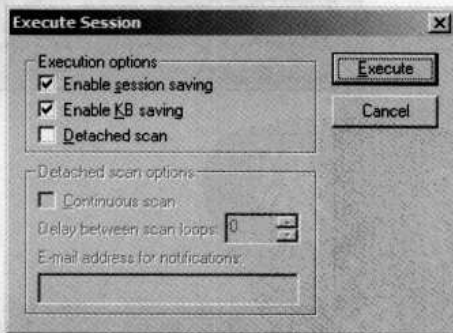 Execute Session
Execution options
Enable session saving
Enable KB saving
Detached scan
Execute
Cancel
Detached scan options
Continuous scan
Delay between scan loops: 0
E-mail address for notifications: